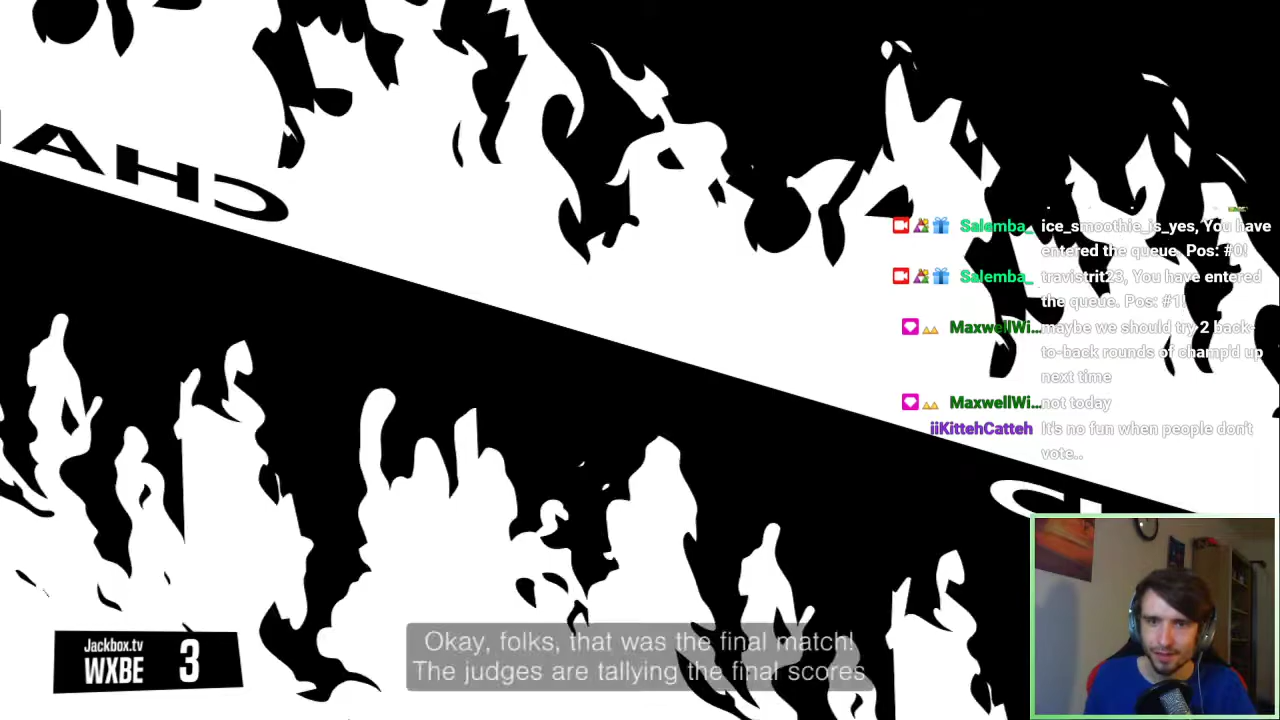 CHA
Salemba_ ice_smoothie_is_yes, You have
entered the queue. Pos: #0!
Salemba_ travistrit23, You have entered
the queue. Pos: #1!
MaxwellWi... maybe we should try 2 back-
to-back rounds of champ'd up
next time
MaxwellWi... not today
iiKittehCatteh It's no fun when people don't
vote..
Jackbox.tv
WXBE 3
Okay, folks, that was the final match!
The judges are tallying the final scores